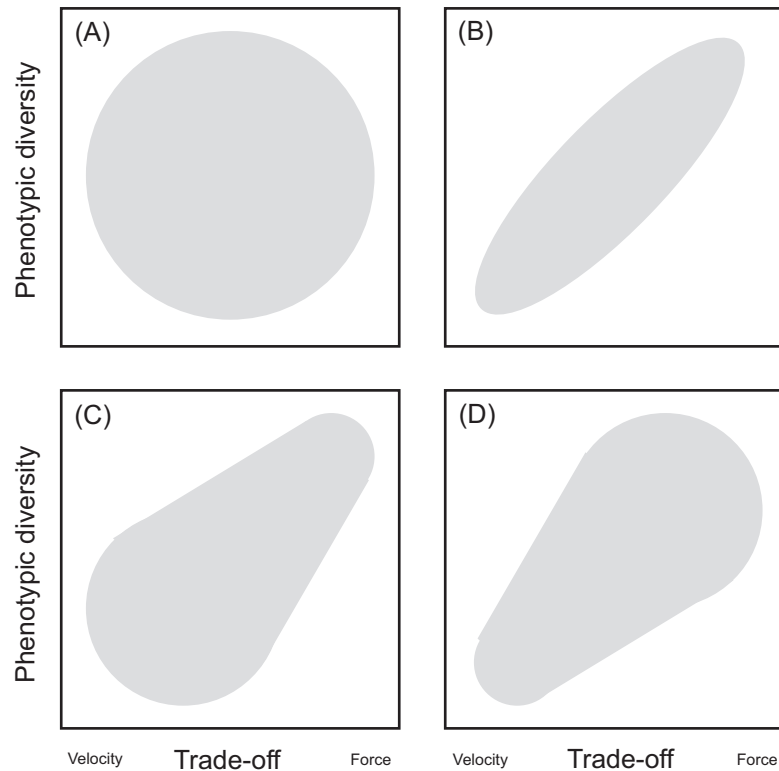 (A)
(B)
Phenotypic diversity
(C)
(D)
Phenotypic diversity
Velocity Trade-off Force
Velocity Trade-off Force